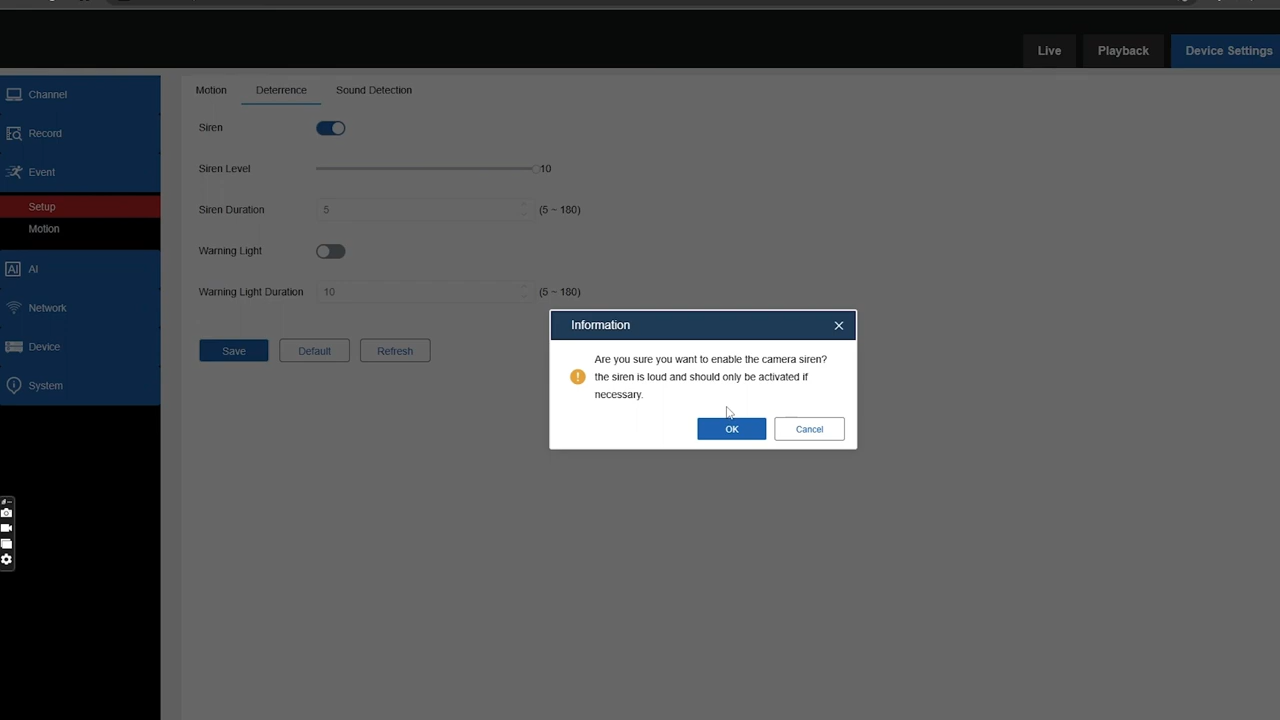 Live
Playback
Device Settings
Channel
Record
Event
Setup
Motion
AI
AI
Network
Device
System
Motion
Deterrence
Sound Detection
Siren
Siren Level
10
Siren Duration
5
(5 ~ 180)
Warning Light
Warning Light Duration
10
(5 ~ 180)
Save
Default
Refresh
Information
Are you sure you want to enable the camera siren?
the siren is loud and should only be activated if
necessary.
OK
Cancel